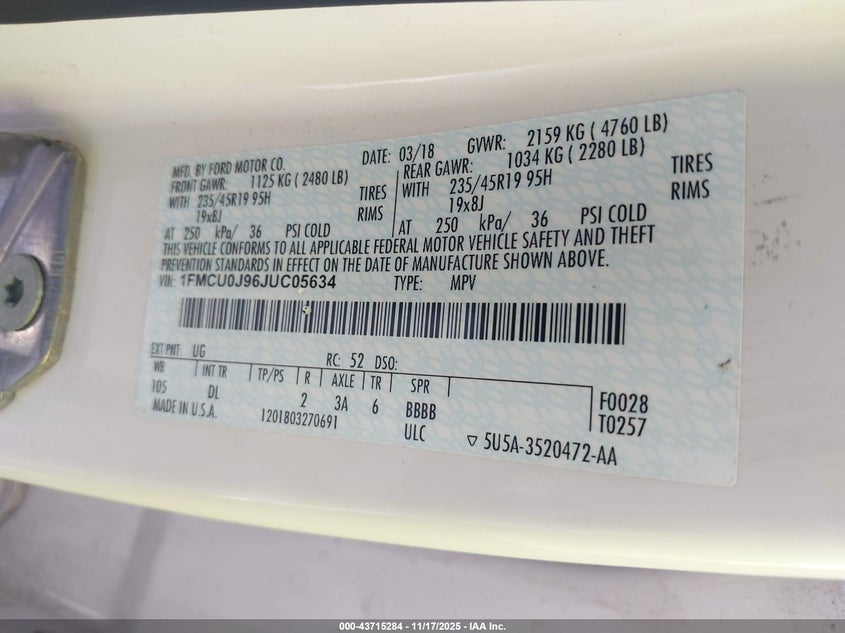 MFD. BY FORD MOTOR CO. DATE: 03/18 GVWR: 2159 KG ( 4760 LB)
FRONT GAWR: 1125 KG ( 2480 LB) REAR GAWR: 1034 KG ( 2280 LB)
WITH 235/45R19 95H TIRES WITH 235/45R19 95H TIRES
19x8J RIMS 19x8J RIMS
AT 250 kPa/ 36 PSI COLD AT 250 kPa/ 36 PSI COLD
THIS VEHICLE CONFORMS TO ALL APPLICABLE FEDERAL MOTOR VEHICLE SAFETY AND THEFT
PREVENTION STANDARDS IN EFFECT ON THE DATE OF MANUFACTURE SHOWN ABOVE.
VIN: 1FMCU0J96JUC05634 TYPE: MPV
EXT PNT: UG RC: 52 DSO:
WB INT TR TP/PS R AXLE TR SPR
105 DL 2 3A 6 BBBB F0028
MADE IN U.S.A. 1201803270691 ULC T0257
▽ 5U5A-3520472-AA
000-43715284 - 11/17/2025 - IAA Inc.